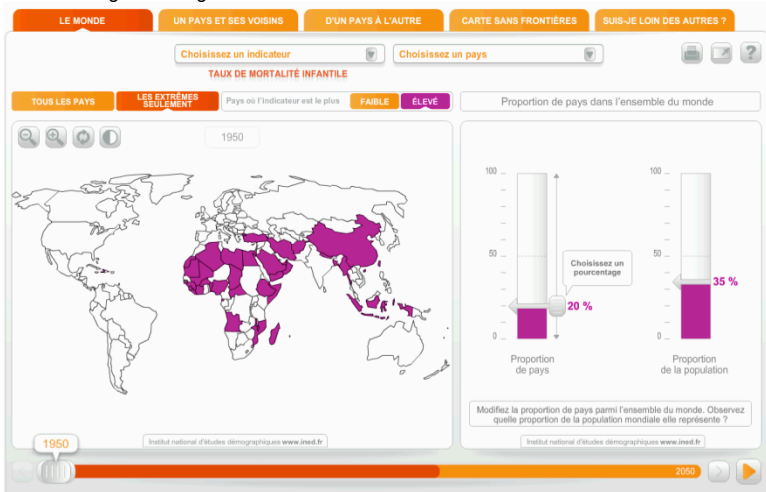 LE MONDE
UN PAYS ET SES VOISINS
D'UN PAYS À L'AUTRE
CARTE SANS FRONTIÈRES
SUIS-JE LOIN DES AUTRES ?
Choisissez un indicateur
Choisissez un pays
?
TAUX DE MORTALITÉ INFANTILE
TOUS LES PAYS
LES EXTRÊMES
SEULEMENT
Pays où l'indicateur est le plus
FAIBLE
ÉLEVÉ
Proportion de pays dans l'ensemble du monde
1950
100
100
50
50
Choisissez un
pourcentage
20 %
35 %
0
0
Proportion
de pays
Proportion
de la population
Modifiez la proportion de pays parmi l'ensemble du monde. Observez
quelle proportion de la population mondiale elle représente ?
Institut national d'études démographiques www.ined.fr
Institut national d'études démographiques www.ined.fr
1950
2050